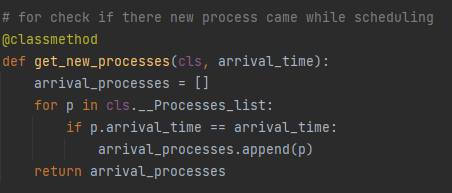 # for check if there new process came while scheduling
@classmethod
def get_new_processes(cls, arrival_time):
    arrival_processes = []
    for p in cls.__Processes_list:
        if p.arrival_time == arrival_time:
            arrival_processes.append(p)
    return arrival_processes